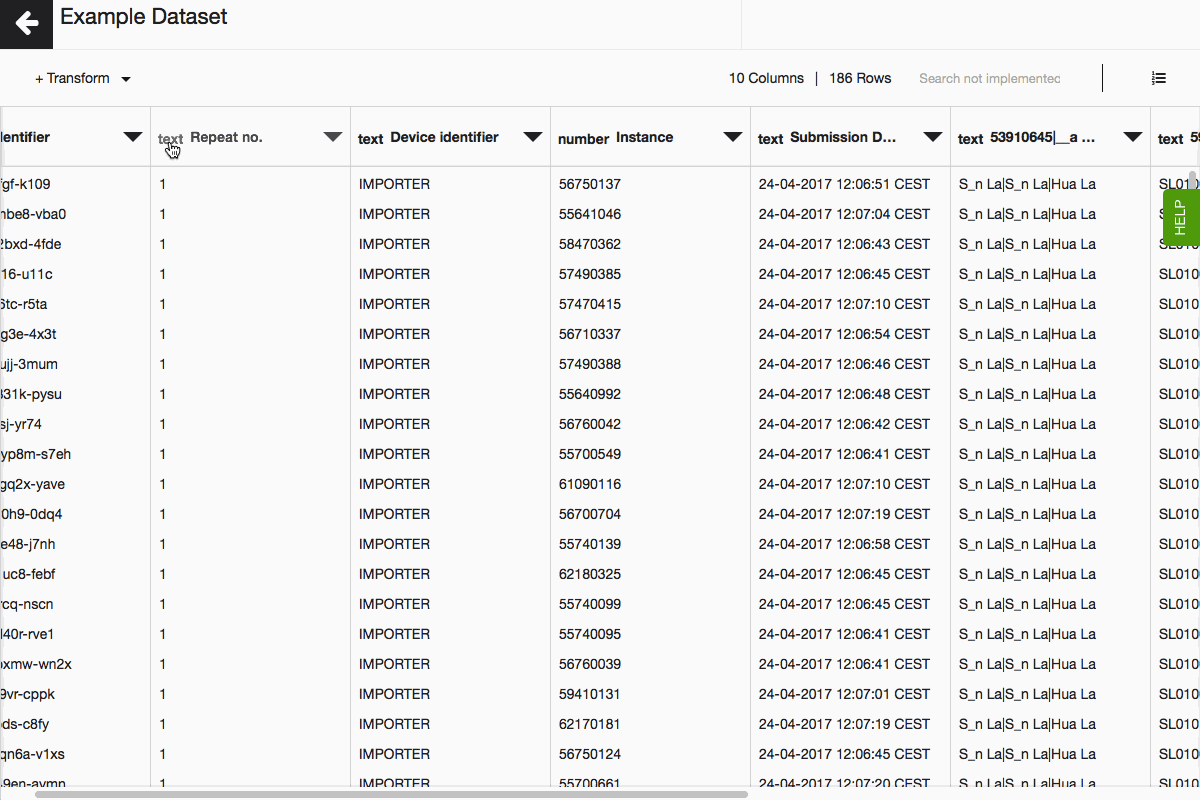 Example Dataset
+ Transform 10 Columns | 186 Rows Search not implemented
entifier text Repeat no. text Device identifier number Instance text Submission D... text 53910645|__a ... text
fgf-k109 1 IMPORTER 56750137 24-04-2017 12:06:51 CEST S_n La|S_n La|Hua La SL010
nbe8-vba0 1 IMPORTER 55641046 24-04-2017 12:07:04 CEST S_n La|S_n La|Hua La
2bxd-4fde 1 IMPORTER 58470362 24-04-2017 12:06:43 CEST S_n La|S_n La|Hua La SL010
16-u11c 1 IMPORTER 57490385 24-04-2017 12:06:45 CEST S_n La|S_n La|Hua La SL010
6tc-r5ta 1 IMPORTER 57470415 24-04-2017 12:07:10 CEST S_n La|S_n La|Hua La SL010
g3e-4x3t 1 IMPORTER 56710337 24-04-2017 12:06:54 CEST S_n La|S_n La|Hua La SL010
ujj-3mum 1 IMPORTER 57490388 24-04-2017 12:06:46 CEST S_n La|S_n La|Hua La SL010
831k-pysu 1 IMPORTER 55640992 24-04-2017 12:06:48 CEST S_n La|S_n La|Hua La SL010
sj-yr74 1 IMPORTER 56760042 24-04-2017 12:06:42 CEST S_n La|S_n La|Hua La SL010
yp8m-s7eh 1 IMPORTER 55700549 24-04-2017 12:06:41 CEST S_n La|S_n La|Hua La SL010
gq2x-yave 1 IMPORTER 61090116 24-04-2017 12:07:10 CEST S_n La|S_n La|Hua La SL010
0h9-0dq4 1 IMPORTER 56700704 24-04-2017 12:07:19 CEST S_n La|S_n La|Hua La SL010
e48-j7nh 1 IMPORTER 55740139 24-04-2017 12:06:58 CEST S_n La|S_n La|Hua La SL010
uc8-febf 1 IMPORTER 62180325 24-04-2017 12:06:45 CEST S_n La|S_n La|Hua La SL010
rcq-nscn 1 IMPORTER 55740099 24-04-2017 12:06:45 CEST S_n La|S_n La|Hua La SL010
l40r-rve1 1 IMPORTER 55740095 24-04-2017 12:06:41 CEST S_n La|S_n La|Hua La SL010
oxmw-wn2x 1 IMPORTER 56760039 24-04-2017 12:06:41 CEST S_n La|S_n La|Hua La SL010
9vr-cppk 1 IMPORTER 59410131 24-04-2017 12:07:01 CEST S_n La|S_n La|Hua La SL010
ds-c8fy 1 IMPORTER 62170181 24-04-2017 12:07:19 CEST S_n La|S_n La|Hua La SL010
qn6a-v1xs 1 IMPORTER 56750124 24-04-2017 12:06:45 CEST S_n La|S_n La|Hua La SL010
9en-aymn 1 IMPORTER 55700661 24-04-2017 12:07:20 CEST S_n La|S_n La|Hua La SL010
HELP